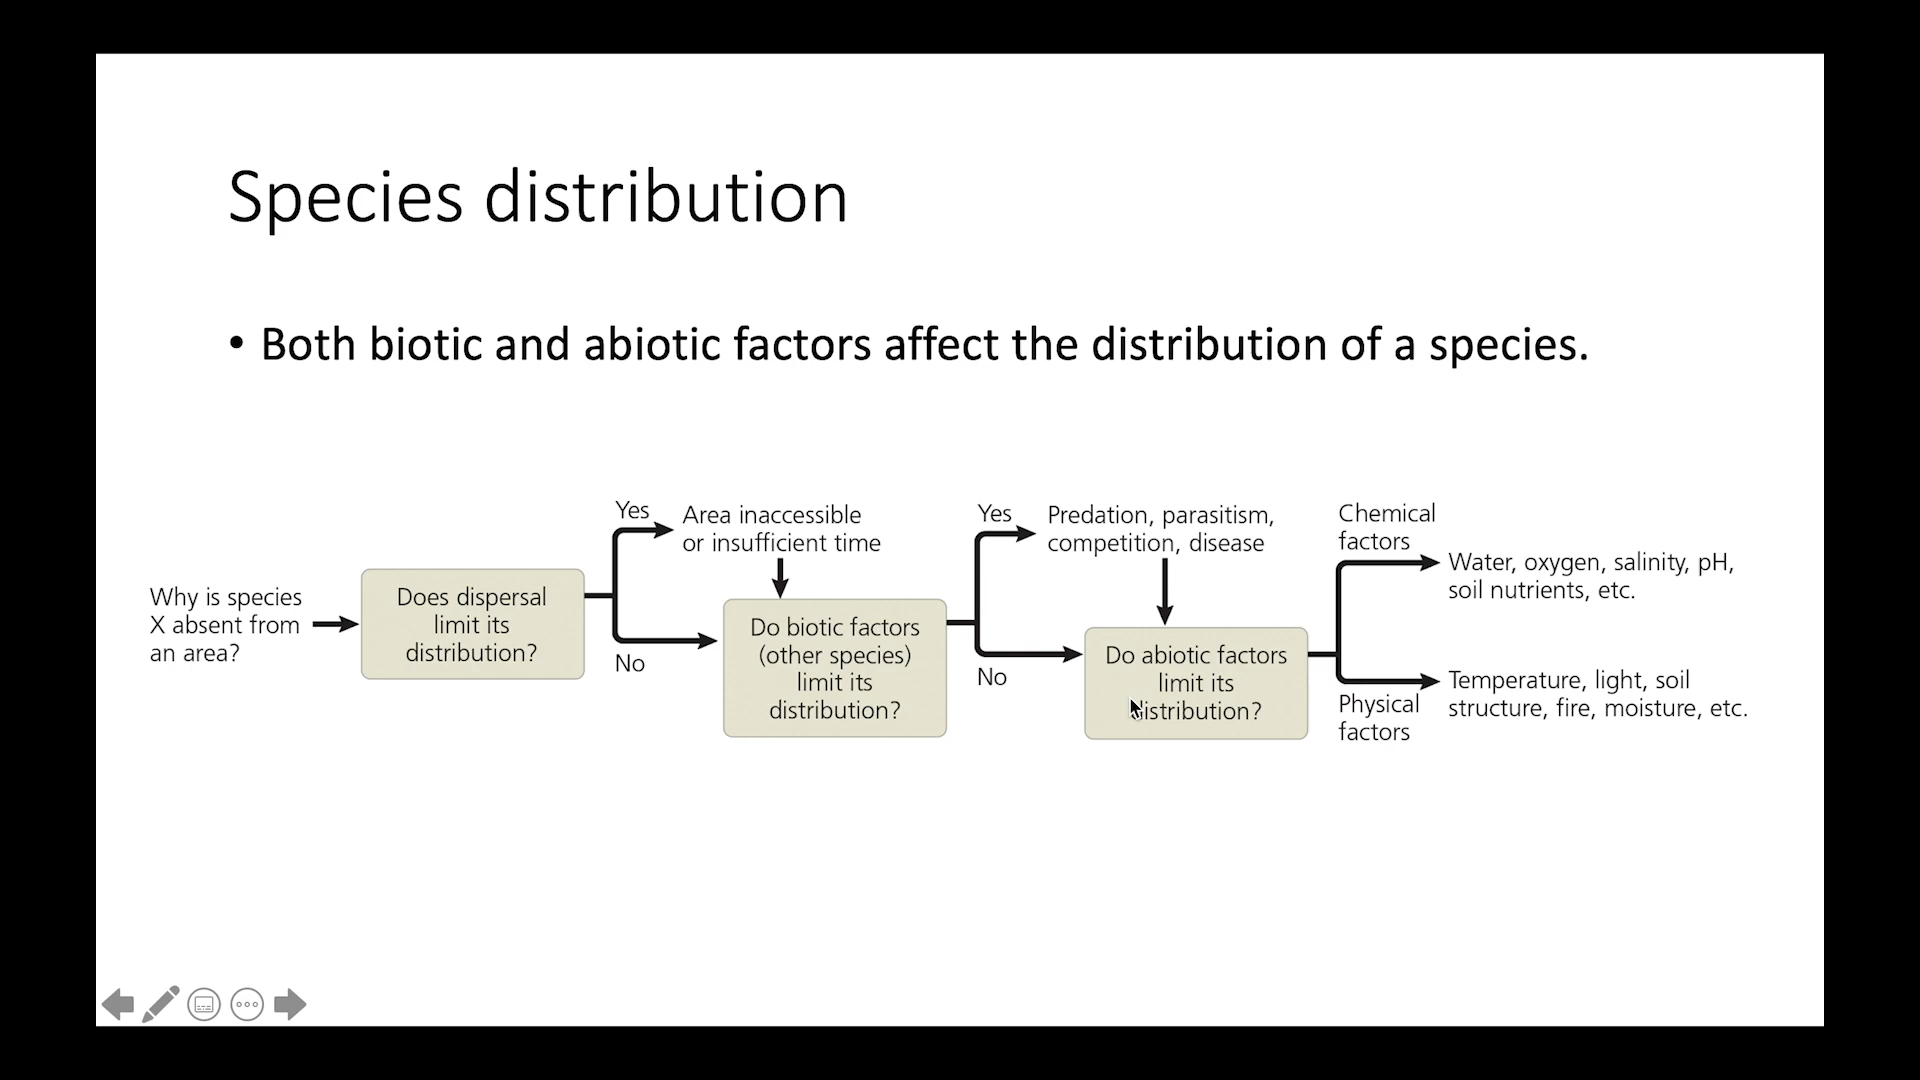 Species distribution
• Both biotic and abiotic factors affect the distribution of a species.
Why is species
X absent from
an area?
Does dispersal
limit its
distribution?
Yes
No
Area inaccessible
or insufficient time
Do biotic factors
(other species)
limit its
distribution?
Yes
No
Predation, parasitism,
competition, disease
Do abiotic factors
limit its
distribution?
Chemical
factors
Water, oxygen, salinity, pH,
soil nutrients, etc.
Physical
factors
Temperature, light, soil
structure, fire, moisture, etc.